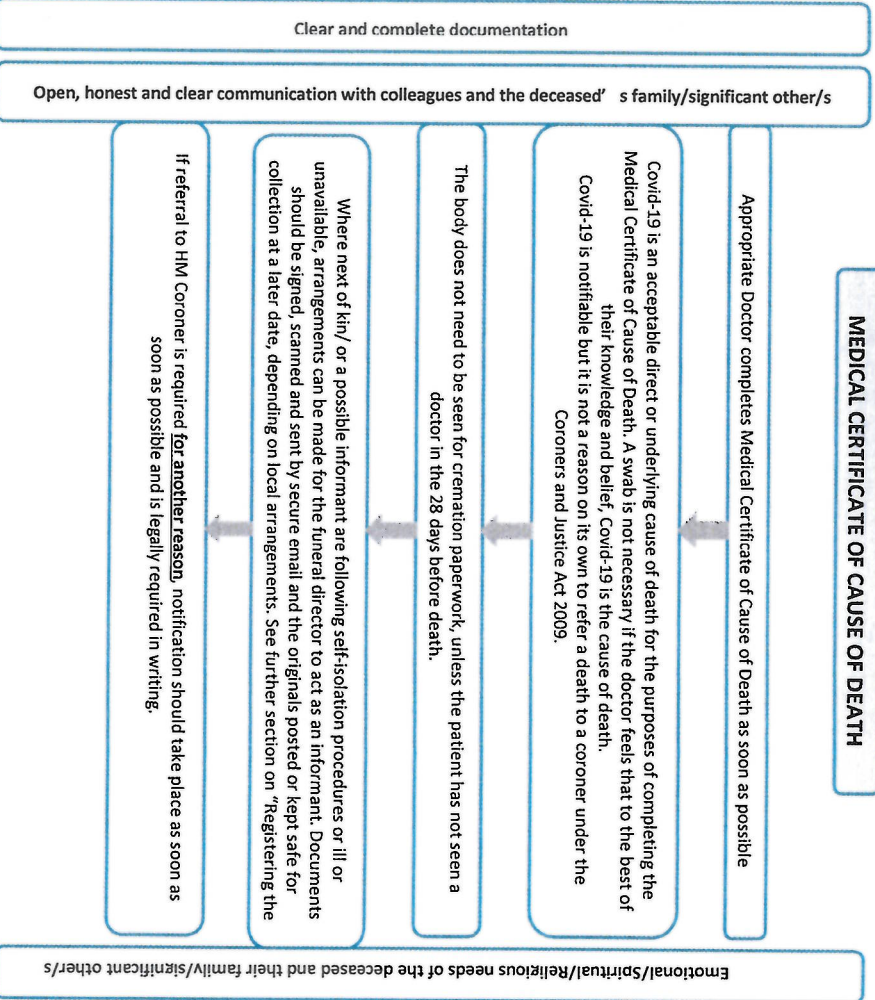 MEDICAL CERTIFICATE OF CAUSE OF DEATH
Clear and complete documentation
Open, honest and clear communication with colleagues and the deceased' s family/significant other/s
Appropriate Doctor completes Medical Certificate of Cause of Death as soon as possible
Covid-19 is an acceptable direct or underlying cause of death for the purposes of completing the
Medical Certificate of Cause of Death. A swab is not necessary if the doctor feels that to the best of
their knowledge and belief, Covid-19 is the cause of death.
Covid-19 is notifiable but it is not a reason on its own to refer a death to a coroner under the
Coroners and Justice Act 2009.
The body does not need to be seen for cremation paperwork, unless the patient has not seen a
doctor in the 28 days before death.
Where next of kin/ or a possible informant are following self-isolation procedures or ill or
unavailable, arrangements can be made for the funeral director to act as an informant. Documents
should be signed, scanned and sent by secure email and the originals posted or kept safe for
collection at a later date, depending on local arrangements. See further section on "Registering the
If referral to HM Coroner is required for another reason, notification should take place as soon as
soon as possible and is legally required in writing.
Emotional/Spiritual/Religious needs of the deceased and their family/significant other/s